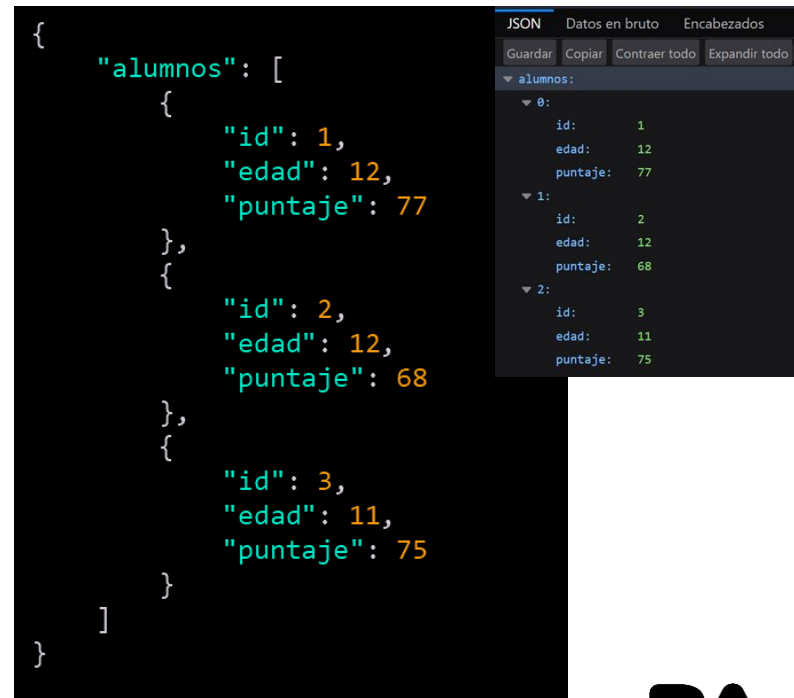 {
    "alumnos": [
        {
            "id": 1,
            "edad": 12,
            "puntaje": 77
        },
        {
            "id": 2,
            "edad": 12,
            "puntaje": 68
        },
        {
            "id": 3,
            "edad": 11,
            "puntaje": 75
        }
    ]
}
JSON Datos en bruto Encabezados
Guardar Copiar Contraer todo Expandir todo
alumnos:
0:
id: 1
edad: 12
puntaje: 77
1:
id: 2
edad: 12
puntaje: 68
2:
id: 3
edad: 11
puntaje: 75